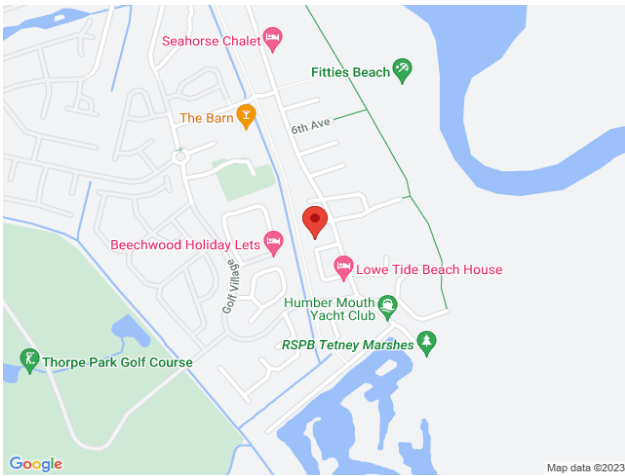 Seahorse Chalet
Fitties Beach
The Barn
6th Ave
Beechwood Holiday Lets
Golf Village
Lowe Tide Beach House
Humber Mouth
Yacht Club
RSPB Tetney Marshes
Thorpe Park Golf Course
Google
Map data ©2023